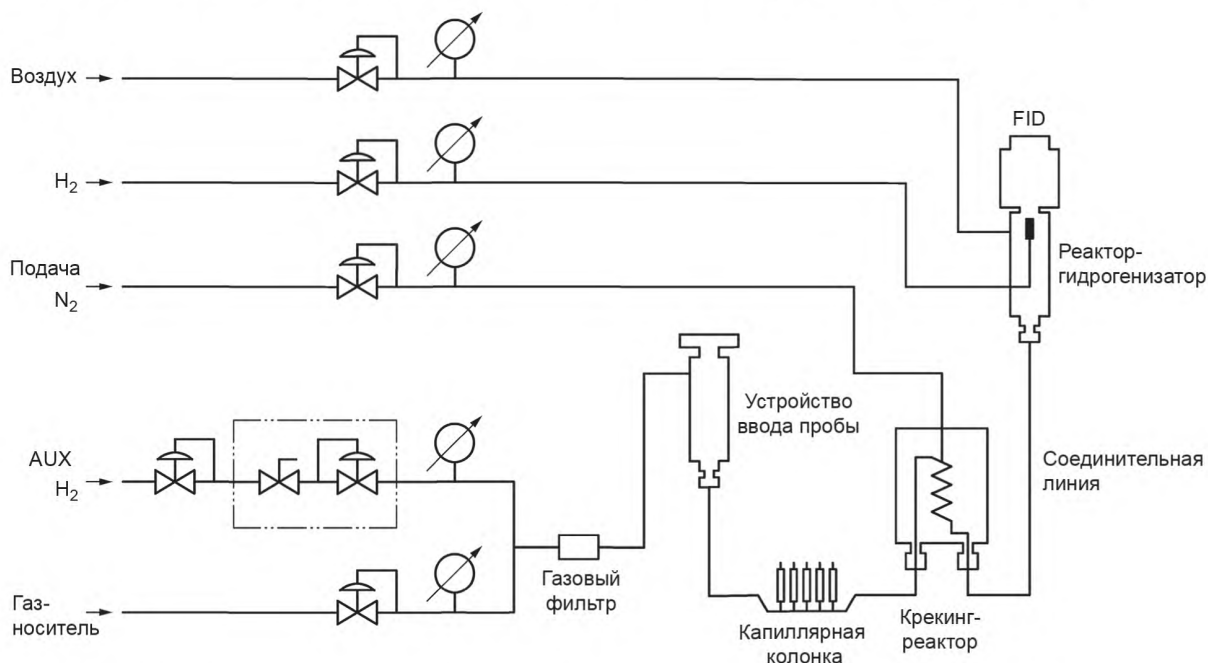 Воздух
H2
Подача
N2
AUX
H2
Газ-
носитель
Газовый
фильтр
Устройство
ввода пробы
Капиллярная
колонка
Крекинг-
реактор
Соединительная
линия
FID
Реактор-
гидрогенизатор